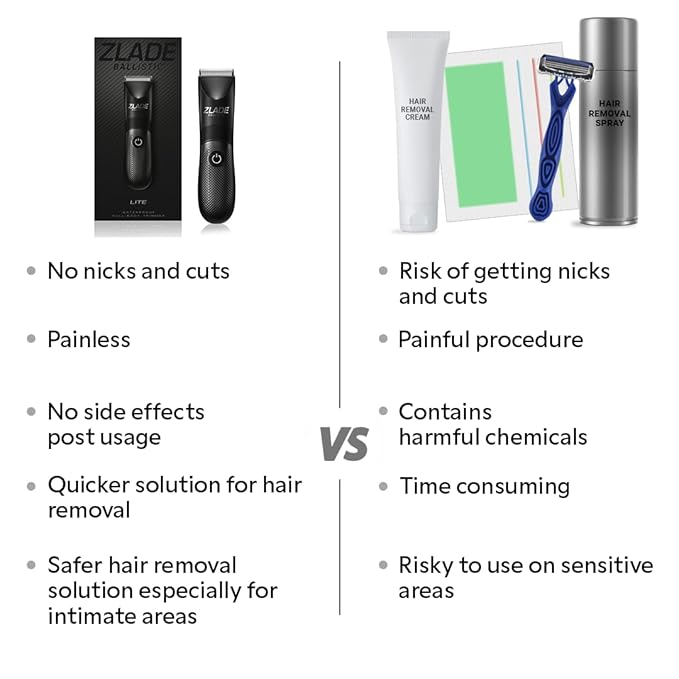 ZLADE
BALLISTIC
ZLADE
LITE
WATERPROOF
FULL-BODY TRIMMER
ZLADE
HAIR
REMOVAL
CREAM
HAIR
REMOVAL
SPRAY
No nicks and cuts
Painless
No side effects
post usage
Quicker solution for hair
removal
Safer hair removal
solution especially for
intimate areas
VS
Risk of getting nicks
and cuts
Painful procedure
Contains
harmful chemicals
Time consuming
Risky to use on sensitive
areas